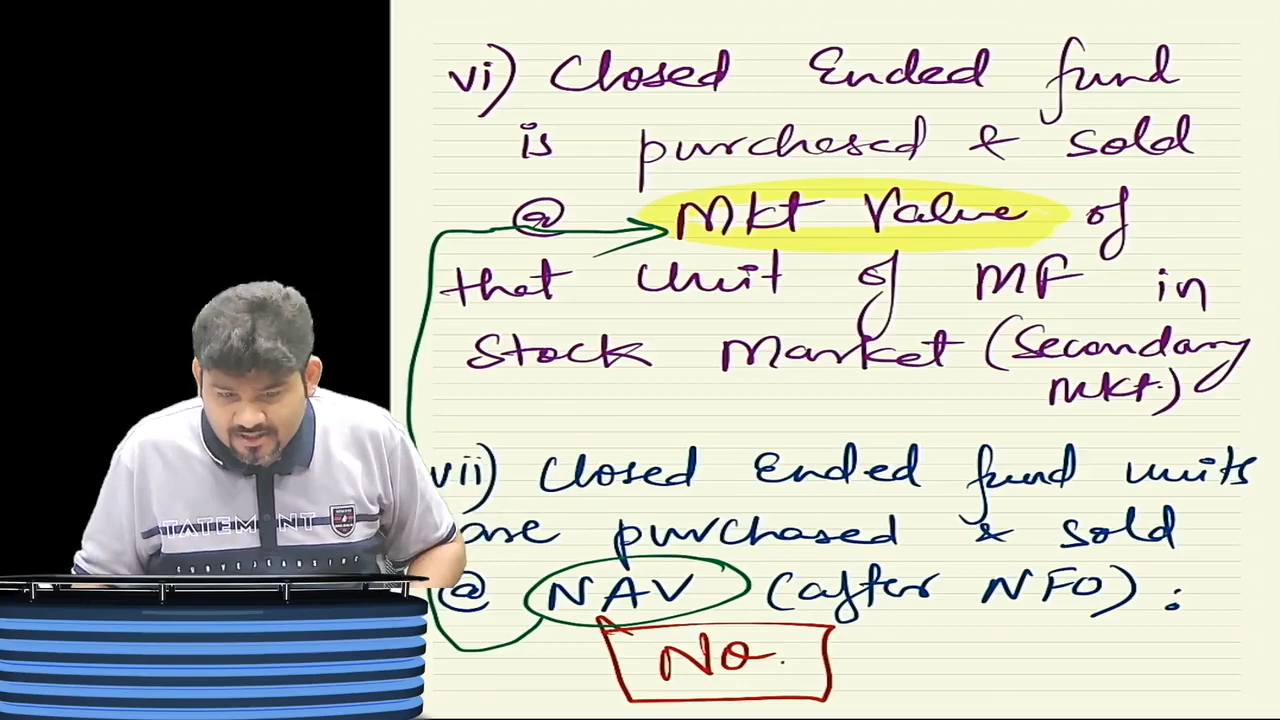 vi) Closed Ended fund
is purchased & sold
@ Mkt Value of
that unit of MF in
Stock Market (Secondary
Mkt.)
vii) Closed Ended fund units
are purchased & sold
@ NAV (after NFO) :
No.
TATEMENT